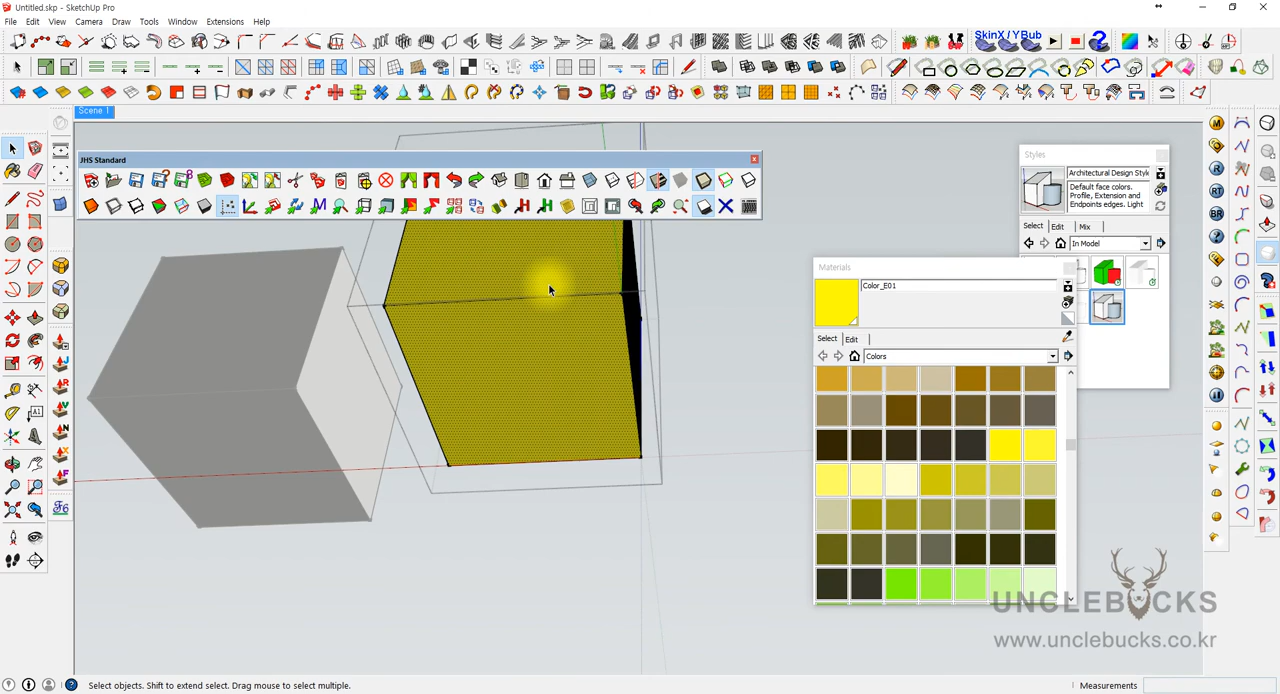 Untitled.skp - SketchUp Pro
File Edit View Camera Draw Tools Window Extensions Help
SkinX / YBub
Scene 1
JHS Standard
Styles
Architectural Design Style
Default face colors.
Profile, Extension and
Endpoints edges. Light
Select Edit Mix
In Model
Materials
Color_E01
Select Edit
Colors
UNCLEBUCKS
www.unclebucks.co.kr
Select objects. Shift to extend select. Drag mouse to select multiple.
Measurements